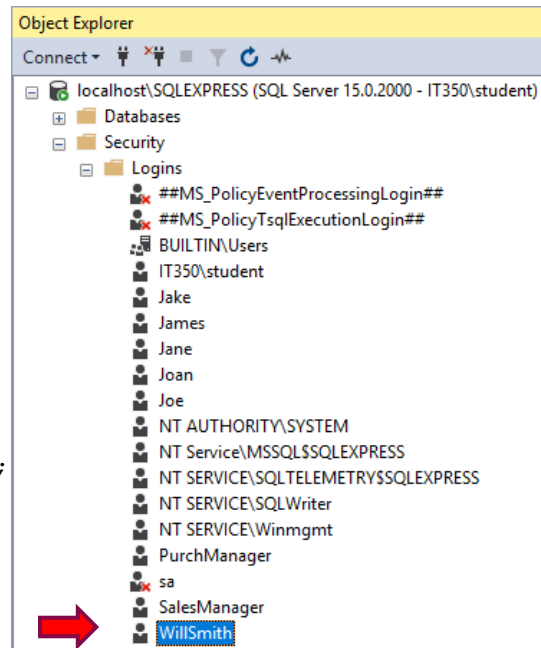 Object Explorer
Connect
localhost\SQLEXPRESS (SQL Server 15.0.2000 - IT350\student)
Databases
Security
Logins
##MS_PolicyEventProcessingLogin##
##MS_PolicyTsqlExecutionLogin##
BUILTIN\Users
IT350\student
Jake
James
Jane
Joan
Joe
NT AUTHORITY\SYSTEM
NT Service\MSSQL$SQLEXPRESS
;
NT SERVICE\SQLTELEMETRY$SQLEXPRESS
NT SERVICE\SQLWriter
NT SERVICE\Winmgmt
PurchManager
sa
SalesManager
WillSmith